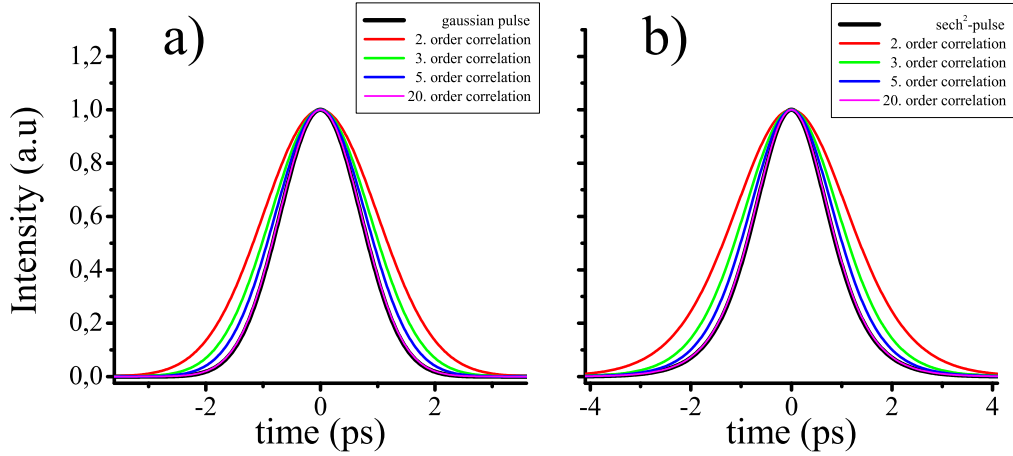 a)
gaussian pulse
2. order correlation
3. order correlation
5. order correlation
20. order correlation
1,2
1,0
0,8
0,6
0,4
0,2
0,0
Intensity (a.u)
-2
0
2
time (ps)
b)
sech²-pulse
2. order correlation
3. order correlation
5. order correlation
20. order correlation
-4
-2
0
2
4
time (ps)